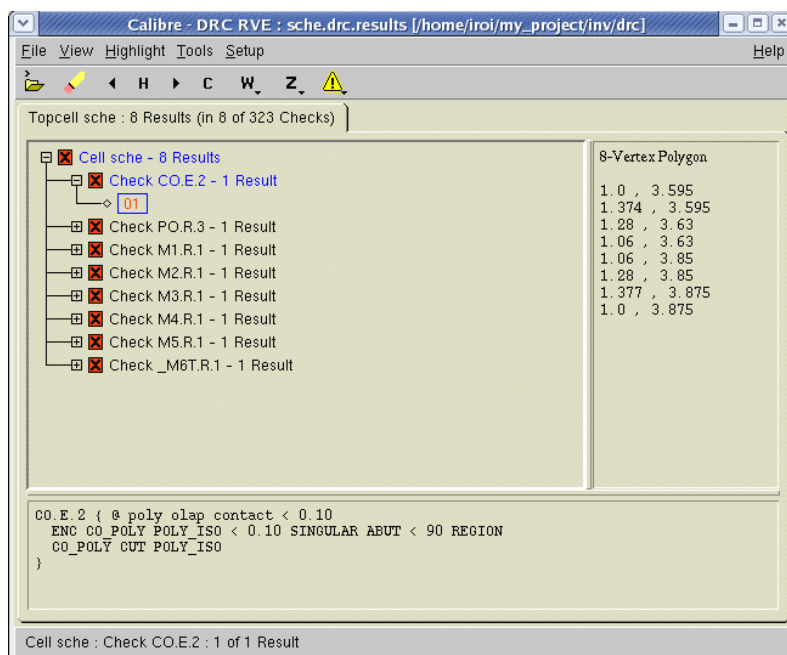 Calibre - DRC RVE : sche.drc.results [/home/iroi/my_project/inv/drc]
File View Highlight Tools Setup Help
H C W Z
Topcell sche : 8 Results (in 8 of 323 Checks)
Cell sche - 8 Results
Check CO.E.2 - 1 Result
01
Check PO.R.3 - 1 Result
Check M1.R.1 - 1 Result
Check M2.R.1 - 1 Result
Check M3.R.1 - 1 Result
Check M4.R.1 - 1 Result
Check M5.R.1 - 1 Result
Check _M6T.R.1 - 1 Result
8-Vertex Polygon
1.0 , 3.595
1.374 , 3.595
1.28 , 3.63
1.06 , 3.63
1.06 , 3.85
1.28 , 3.85
1.377 , 3.875
1.0 , 3.875
CO.E.2 { @ poly olap contact < 0.10
ENC CO_POLY POLY_ISO < 0.10 SINGULAR ABUT < 90 REGION
CO_POLY CUT POLY_ISO
}
Cell sche : Check CO.E.2 : 1 of 1 Result